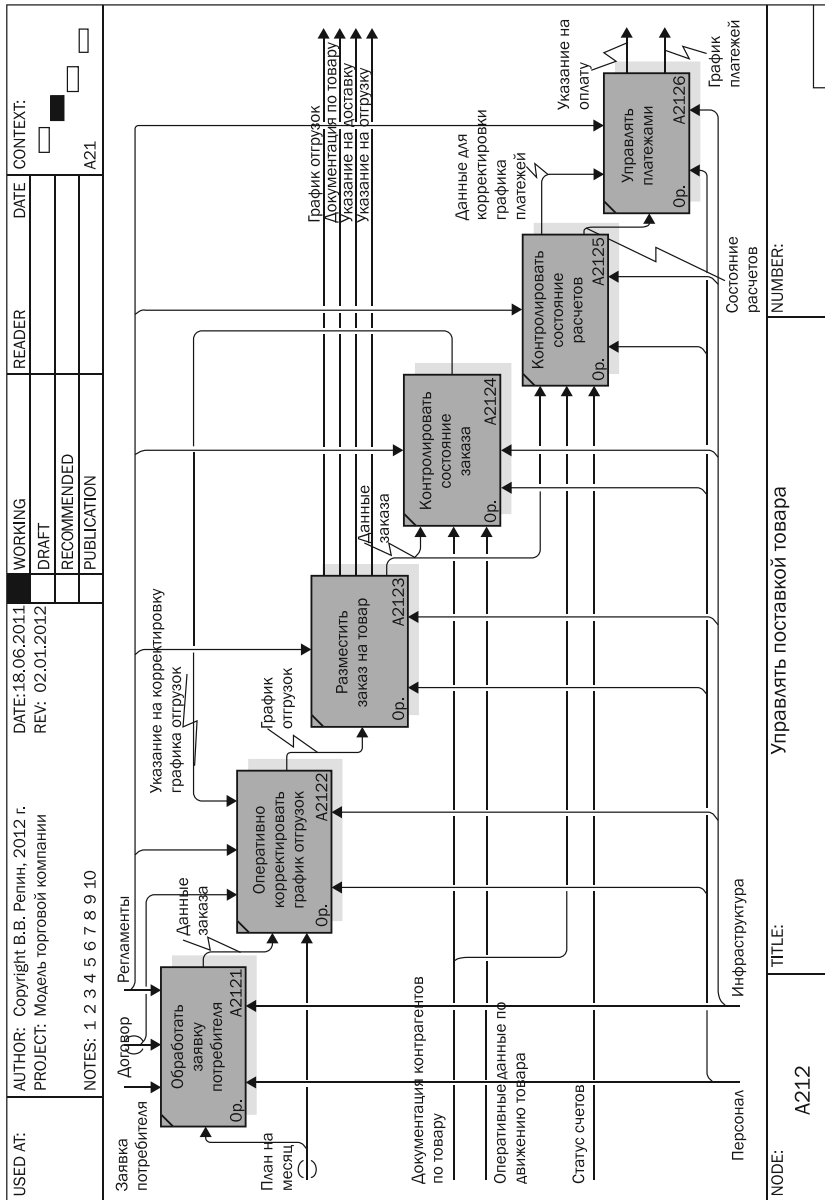 USED AT:
AUTHOR: Copyright В.В. Репин, 2012 г.
PROJECT: Модель торговой компании
NOTES: 1 2 3 4 5 6 7 8 9 10
DATE:18.06.2011
REV: 02.01.2012
WORKING
DRAFT
RECOMMENDED
PUBLICATION
READER
DATE
CONTEXT:
A21
Заявка
потребителя
Договор
Регламенты
План на
месяц
Обработать
заявку
потребителя
0р.
A2121
Данные
заказа
Оперативно
корректировать
график отгрузок
0р.
A2122
Указание на корректировку
графика отгрузок
График
отгрузок
Разместить
заказ на товар
0р.
A2123
Данные
заказа
График отгрузок
Документация по товару
Указание на доставку
Указание на отгрузку
Контролировать
состояние
заказа
0р.
A2124
Контролировать
состояние
расчетов
0р.
A2125
Данные для
корректировки
графика
платежей
Состояние
расчетов
Управлять
платежами
0р.
A2126
Указание на
оплату
График
платежей
Документация контрагентов
по товару
Оперативные данные по
движению товара
Статус счетов
Персонал
Инфраструктура
NODE:
A212
TITLE:
Управлять поставкой товара
NUMBER: